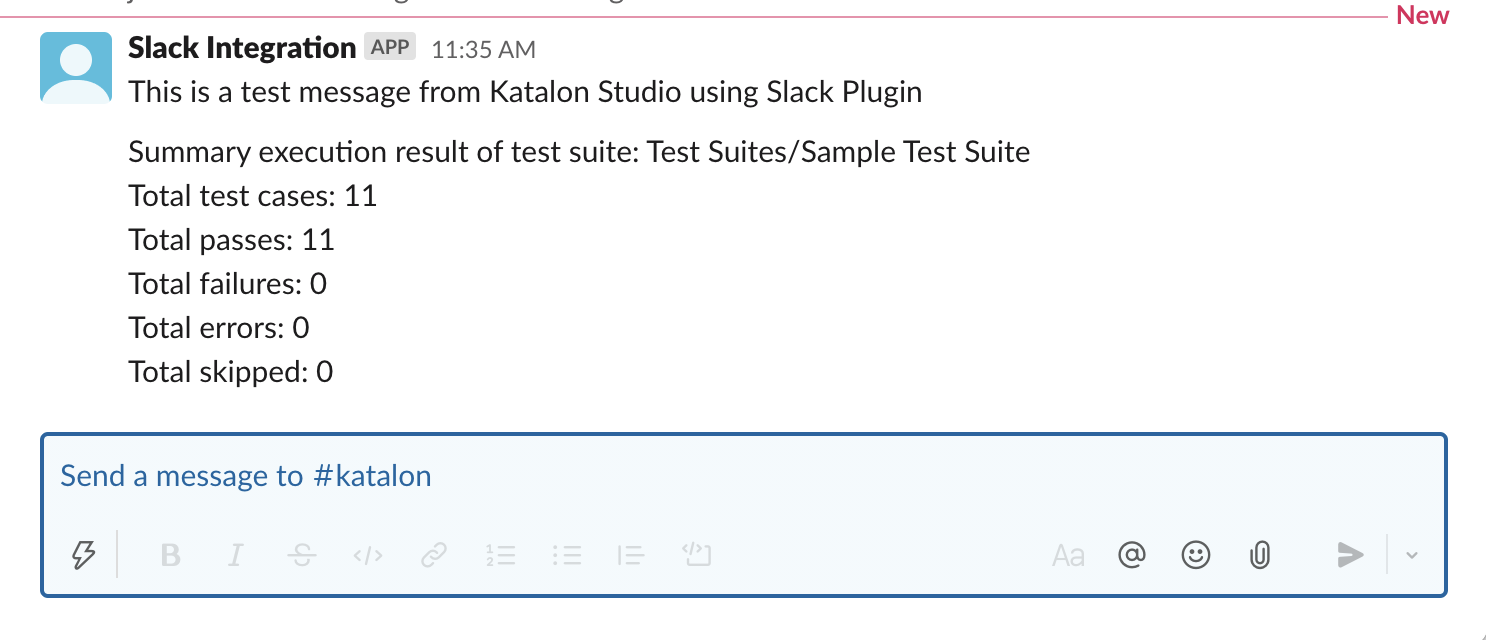 New
Slack Integration APP 11:35 AM
This is a test message from Katalon Studio using Slack Plugin
Summary execution result of test suite: Test Suites/Sample Test Suite
Total test cases: 11
Total passes: 11
Total failures: 0
Total errors: 0
Total skipped: 0
Send a message to #katalon
B I S Aa @